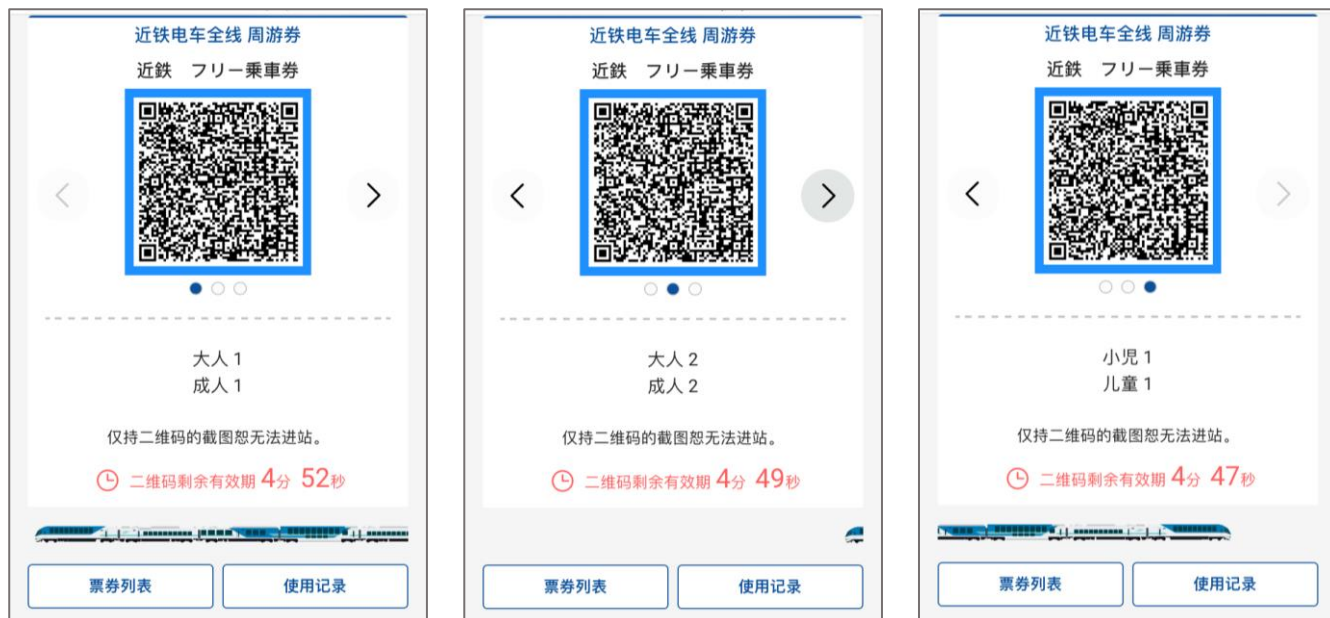 近铁电车全线 周游券
近鉄 フリー乗車券
大人 1
成人 1
仅持二维码的截图恕无法进站。
二维码剩余有效期 4分 52秒
票券列表
使用记录
近铁电车全线 周游券
近鉄 フリー乗車券
大人 2
成人 2
仅持二维码的截图恕无法进站。
二维码剩余有效期 4分 49秒
票券列表
使用记录
近铁电车全线 周游券
近鉄 フリー乗車券
小児 1
儿童 1
仅持二维码的截图恕无法进站。
二维码剩余有效期 4分 47秒
票券列表
使用记录